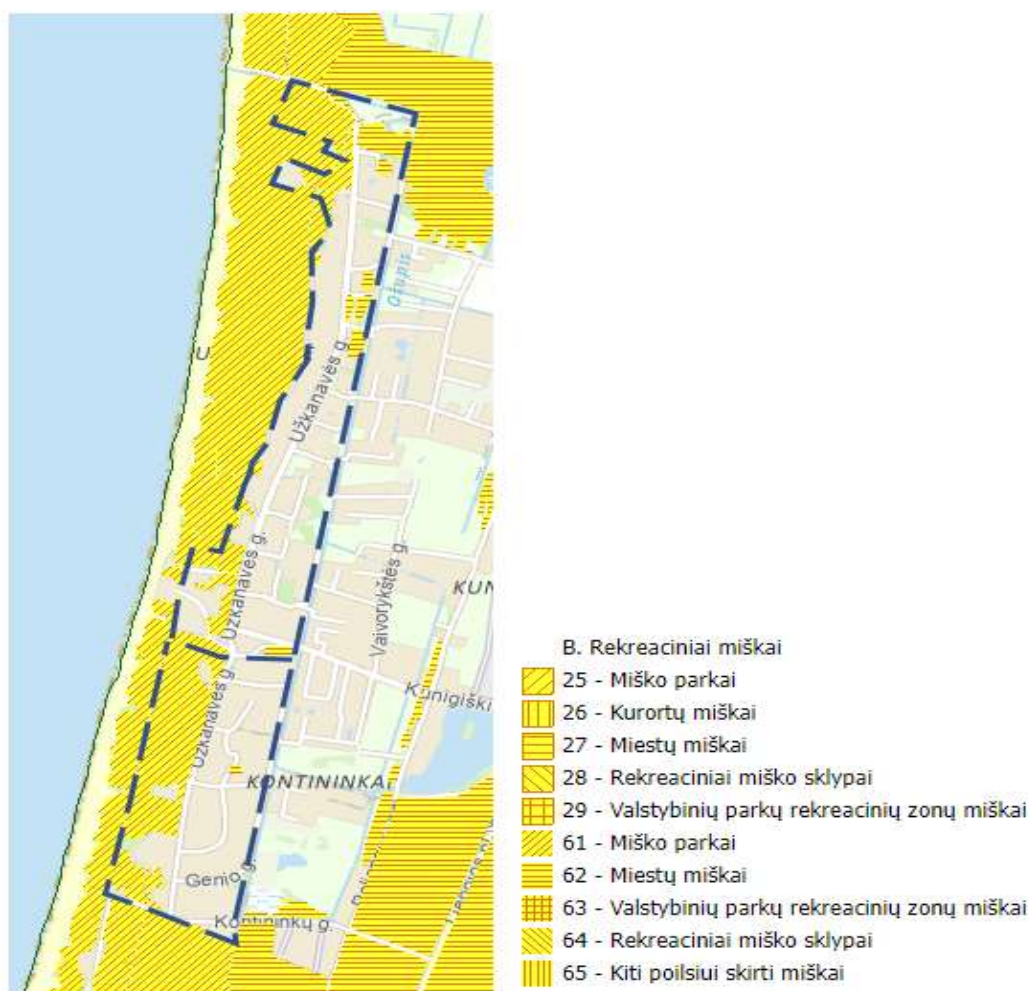 Ošupis
U
Užkanavės g.
Užkanavės g.
Vaivorykštės g.
KUN
Užkanavės g.
Kunigiški
KONTININKAI
Genio g.
Kontininkų g.
B. Rekreaciniai miškai
25 - Miško parkai
26 - Kurortų miškai
27 - Miestų miškai
28 - Rekreaciniai miško sklypai
29 - Valstybinių parkų rekreacinių zonų miškai
61 - Miško parkai
62 - Miestų miškai
63 - Valstybinių parkų rekreacinių zonų miškai
64 - Rekreaciniai miško sklypai
65 - Kiti poilsiui skirti miškai